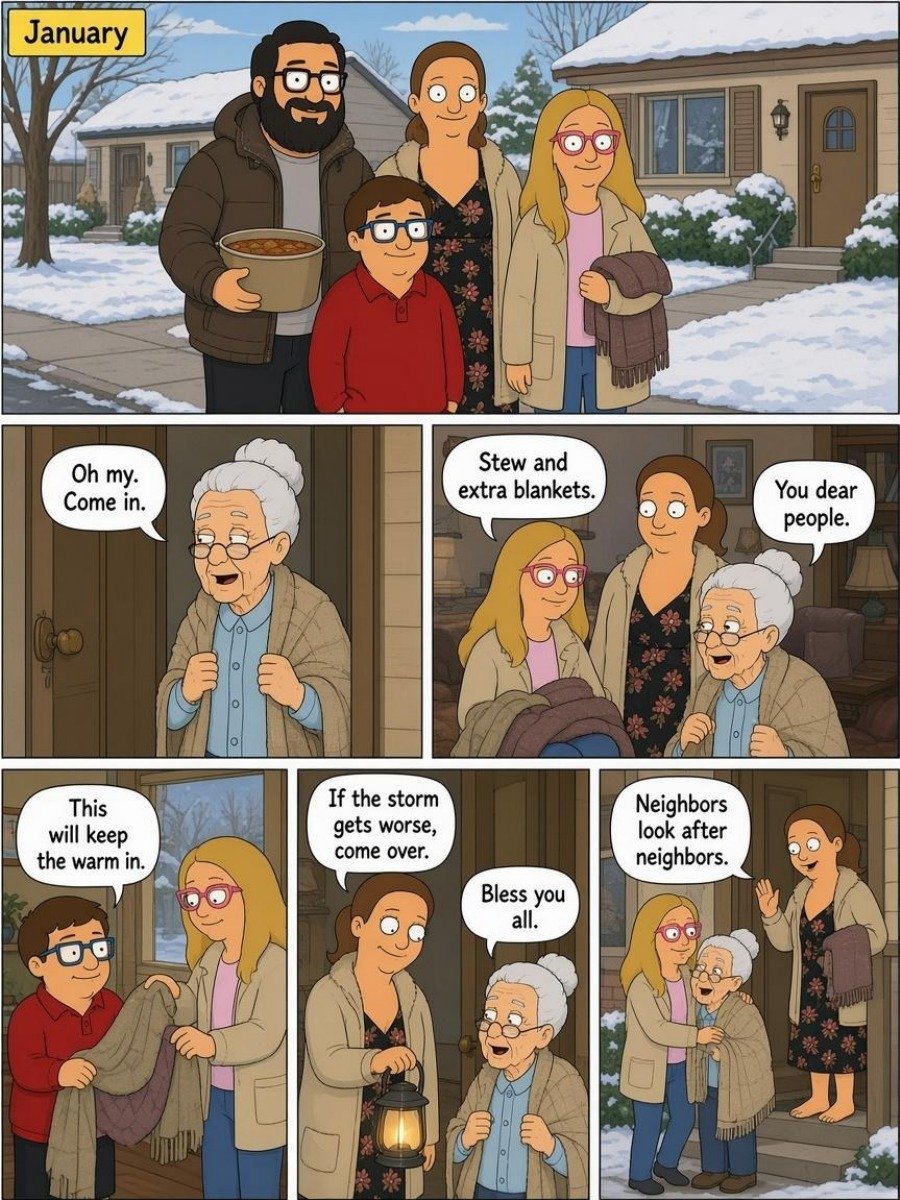 January
Oh my.
Come in.
Stew and
extra blankets.
You dear
people.
This
will keep
the warm in.
If the storm
gets worse,
come over.
Bless you
all.
Neighbors
look after
neighbors.